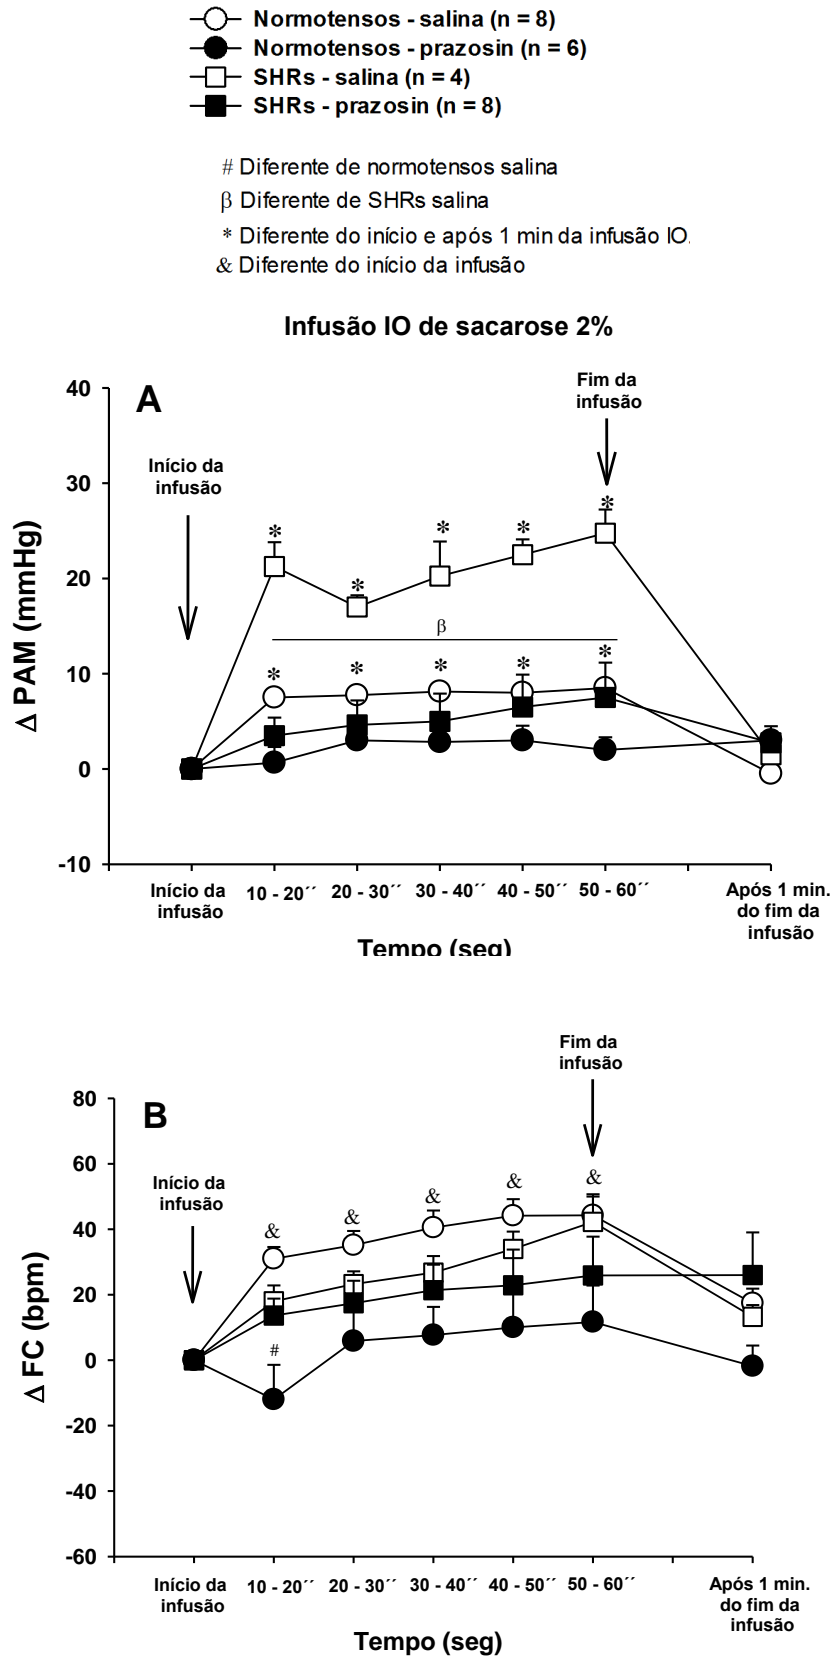 Normotensos - salina (n = 8)
Normotensos - prazosin (n = 6)
SHRs - salina (n = 4)
SHRs - prazosin (n = 8)
# Diferente de normotensos salina
β Diferente de SHRs salina
* Diferente do início e após 1 min da infusão IO.
& Diferente do início da infusão
Infusão IO de sacarose 2%
A
Fim da
infusão
Início da
infusão
Δ PAM (mmHg)
40
30
20
10
0
-10
* * * * *
β
* * * * *
Início da
infusão
10 - 20´´
20 - 30´´
30 - 40´´
40 - 50´´
50 - 60´´
Após 1 min.
do fim da
infusão
Tempo (seg)
B
Fim da
infusão
Início da
infusão
Δ FC (bpm)
80
60
40
20
0
-20
-40
-60
& & & & &
#
Início da
infusão
10 - 20´´
20 - 30´´
30 - 40´´
40 - 50´´
50 - 60´´
Após 1 min.
do fim da
infusão
Tempo (seg)